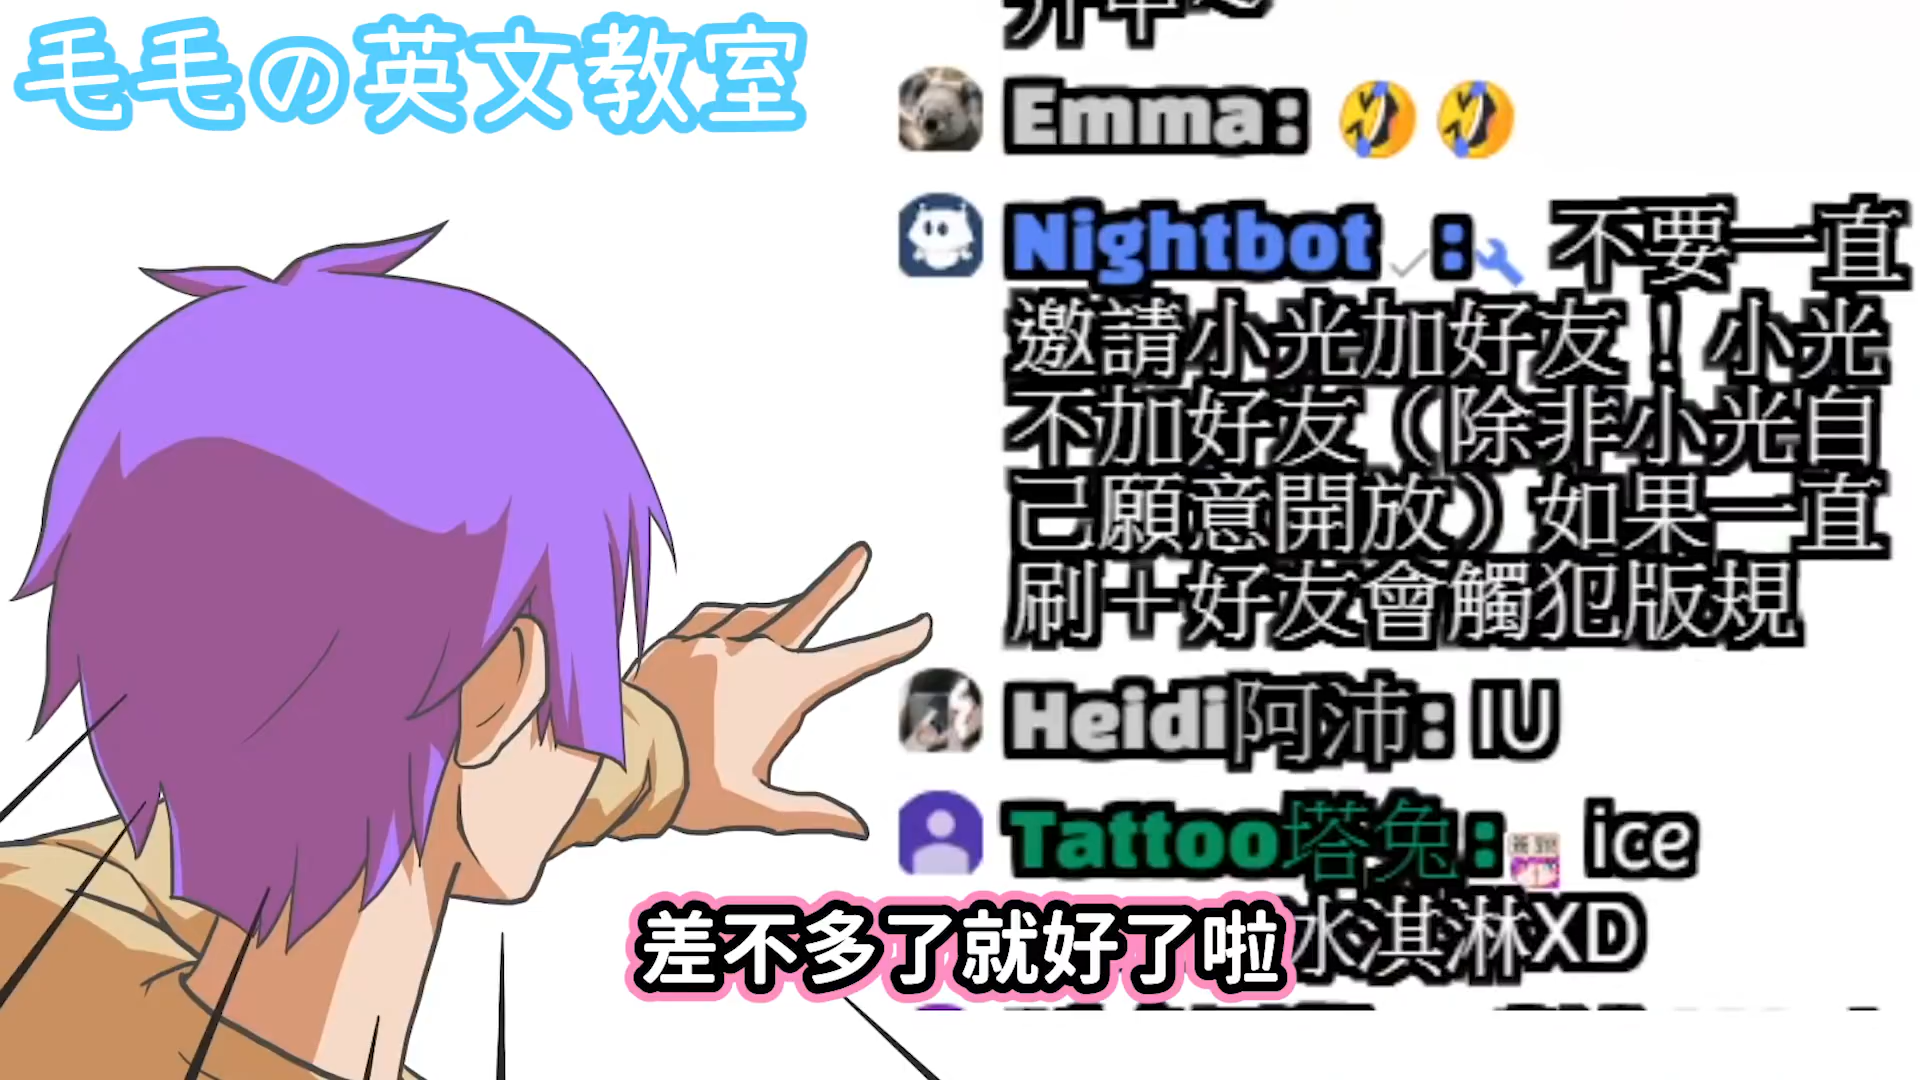 毛毛の英文教室
Emma:🤣🤣
Nightbot✓:🔧 不要一直
邀請小光加好友！小光
不加好友（除非小光自
己願意開放）如果一直
刷＋好友會觸犯版規
Heidi阿沛: IU
Tattoo塔兔: ice
冰淇淋XD
差不多了就好了啦